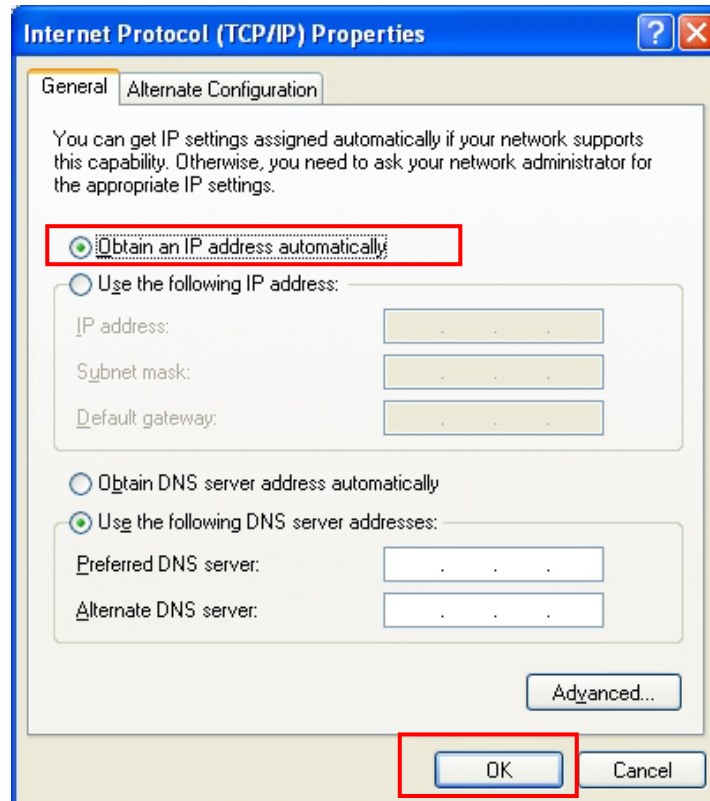 Internet Protocol (TCP/IP) Properties
General
Alternate Configuration
You can get IP settings assigned automatically if your network supports
this capability. Otherwise, you need to ask your network administrator for
the appropriate IP settings.
Obtain an IP address automatically
Use the following IP address:
IP address:
Subnet mask:
Default gateway:
Obtain DNS server address automatically
Use the following DNS server addresses:
Preferred DNS server:
Alternate DNS server:
Advanced...
OK
Cancel